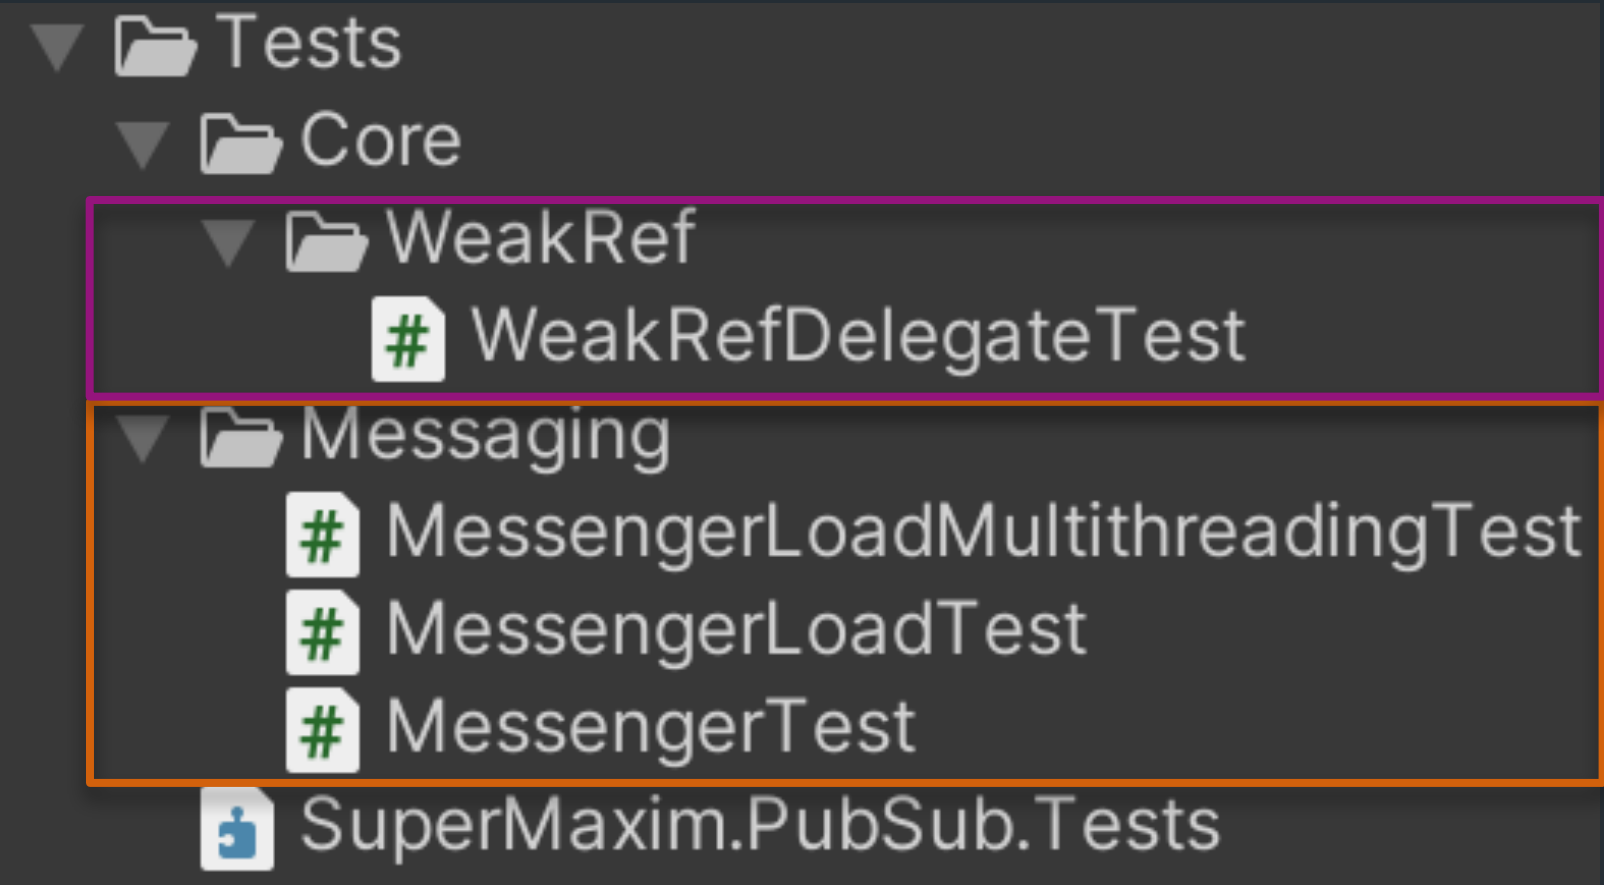 Tests
Core
WeakRef
# WeakRefDelegateTest
Messaging
# MessengerLoadMultithreadingTest
# MessengerLoadTest
# MessengerTest
SuperMaxim.PubSub.Tests